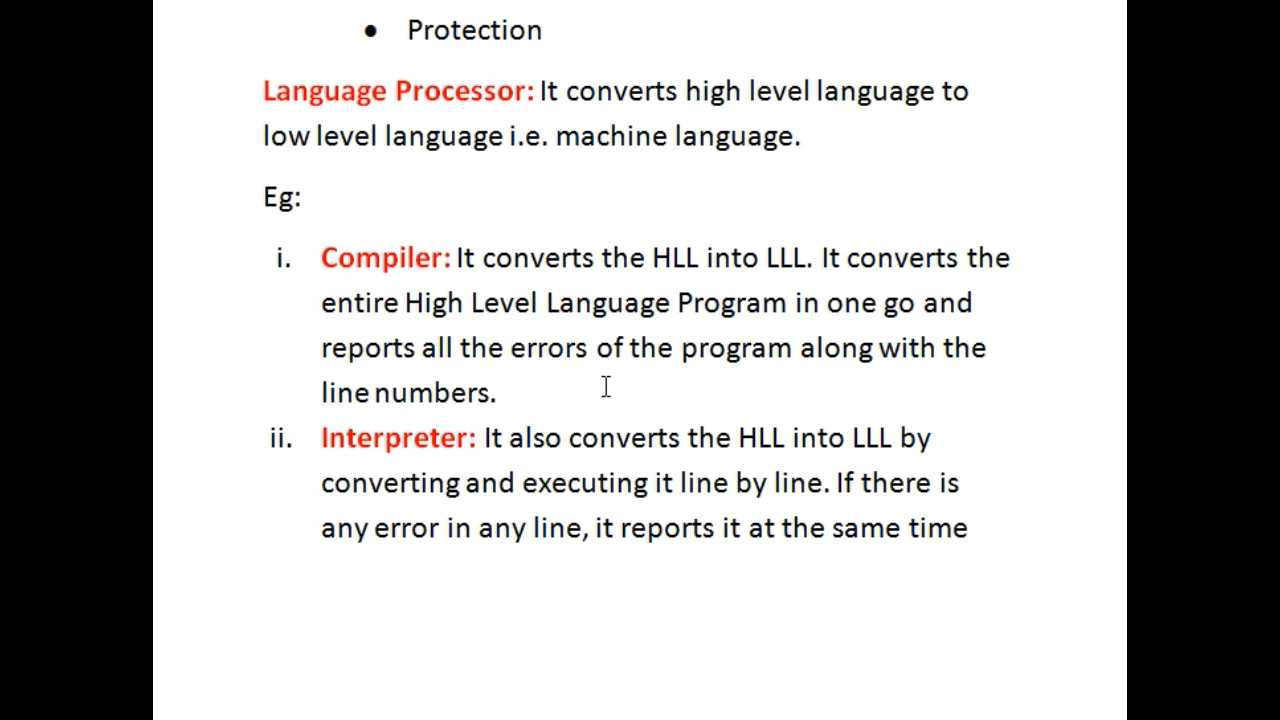 • Protection
Language Processor: It converts high level language to
low level language i.e. machine language.
Eg:
i. Compiler: It converts the HLL into LLL. It converts the
entire High Level Language Program in one go and
reports all the errors of the program along with the
line numbers.
ii. Interpreter: It also converts the HLL into LLL by
converting and executing it line by line. If there is
any error in any line, it reports it at the same time